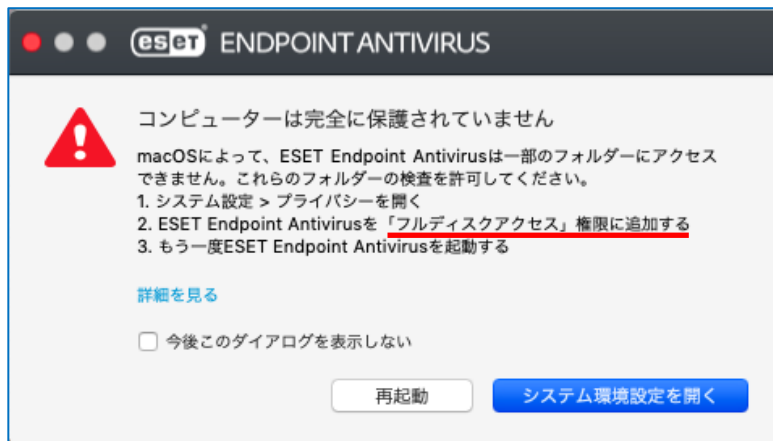 eset ENDPOINT ANTIVIRUS
コンピューターは完全に保護されていません
macOSによって、ESET Endpoint Antivirusは一部のフォルダーにアクセス
できません。これらのフォルダーの検査を許可してください。
1. システム設定 > プライバシーを開く
2. ESET Endpoint Antivirusを「フルディスクアクセス」権限に追加する
3. もう一度ESET Endpoint Antivirusを起動する
詳細を見る
今後このダイアログを表示しない
再起動 システム環境設定を開く